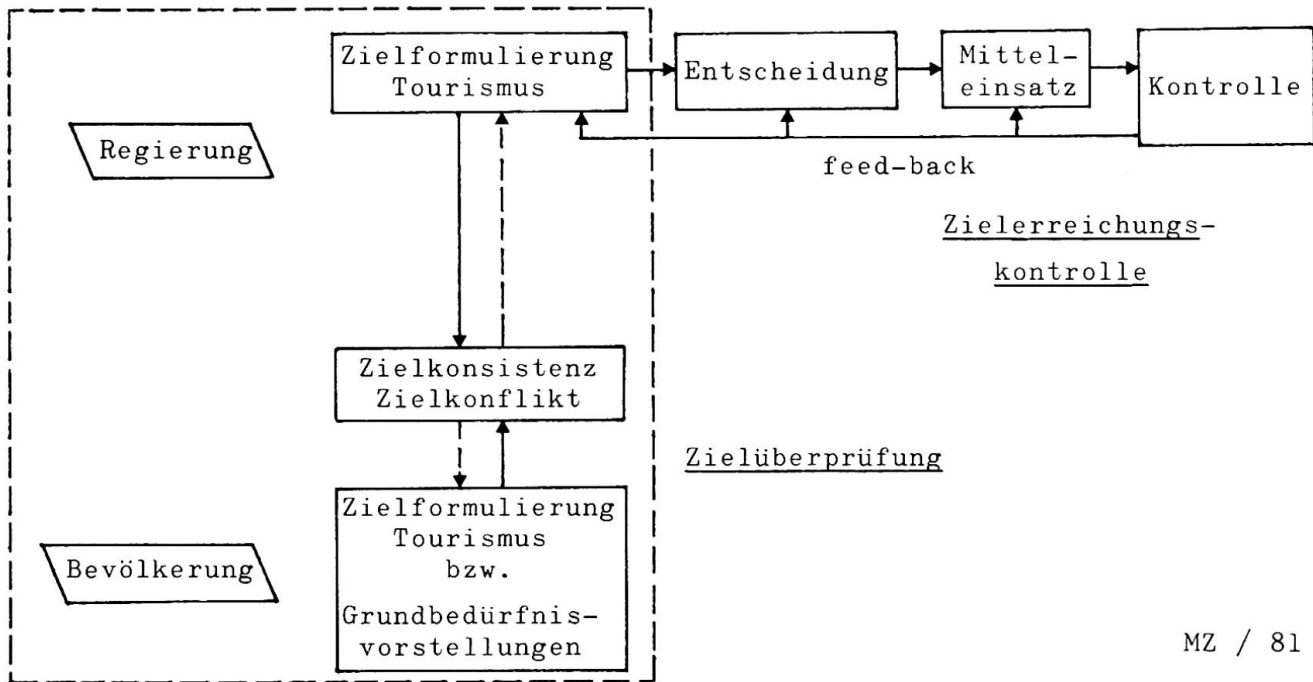 Zielformulierung
Tourismus
Entscheidung
Mittel-
einsatz
Kontrolle
Regierung
feed-back
Zielerreichungs-
kontrolle
Zielkonsistenz
Zielkonflikt
Zielüberprüfung
Zielformulierung
Tourismus
bzw.
Grundbedürfnis-
vorstellungen
Bevölkerung
MZ / 81